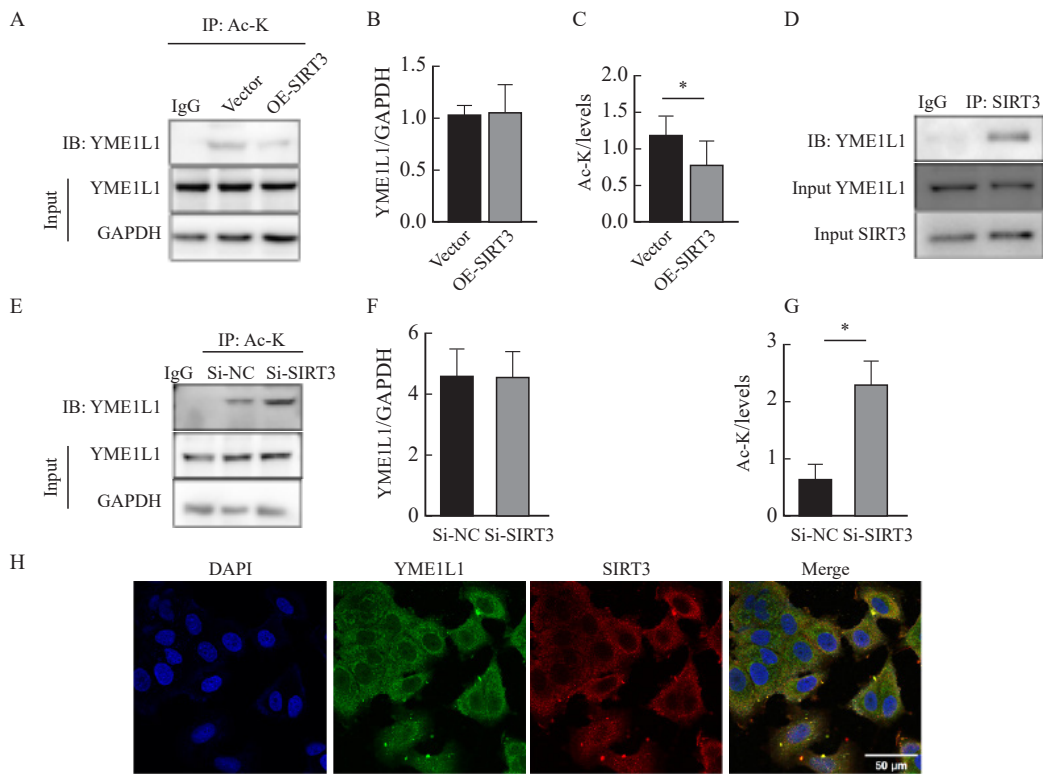 A
IP: Ac-K
IgG
Vector
OE-SIRT3
IB: YME1L1
Input
YME1L1
GAPDH
B
YME1L1/GAPDH
1.5
1.0
0.5
0.0
Vector
OE-SIRT3
C
Ac-K/levels
2.0
1.5
1.0
0.5
0.0
*
Vector
OE-SIRT3
D
IgG IP: SIRT3
IB: YME1L1
Input YME1L1
Input SIRT3
E
IP: Ac-K
IgG Si-NC Si-SIRT3
IB: YME1L1
Input
YME1L1
GAPDH
F
YME1L1/GAPDH
6
4
2
0
Si-NC Si-SIRT3
G
Ac-K/levels
3
2
1
0
*
Si-NC Si-SIRT3
H
DAPI YME1L1 SIRT3 Merge
50 μm